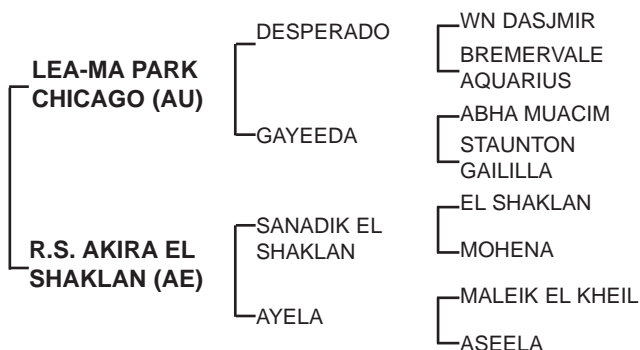 LEA-MA PARK
CHICAGO (AU)
DESPERADO
WN DASJMIR
BREMERVALE
AQUARIUS
GAYEEDA
ABHA MUACIM
STAUNTON
GAILILLA
R.S. AKIRA EL
SHAKLAN (AE)
SANADIK EL
SHAKLAN
EL SHAKLAN
MOHENA
AYELA
MALEIK EL KHEIL
ASEELA